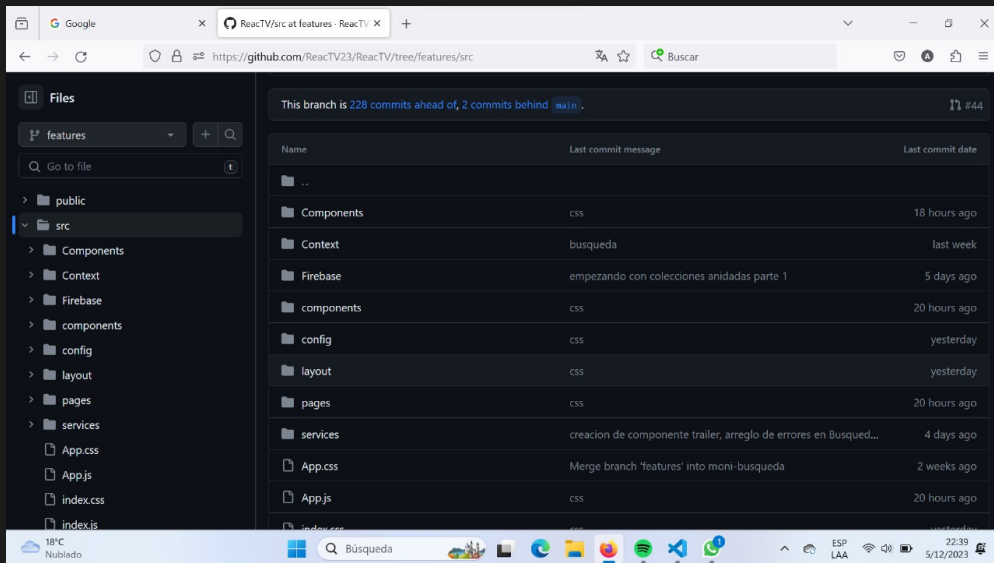 Google
ReacTV/src at features · ReacTV
https://github.com/ReacTV23/ReacTV/tree/features/src
Buscar
A
Files
features
Go to file
t
public
src
Components
Context
Firebase
components
config
layout
pages
services
App.css
App.js
index.css
index.js
This branch is 228 commits ahead of, 2 commits behind main .
#44
Name Last commit message Last commit date
..
Components css 18 hours ago
Context busqueda last week
Firebase empezando con colecciones anidadas parte 1 5 days ago
components css 20 hours ago
config css yesterday
layout css yesterday
pages css 20 hours ago
services creacion de componente trailer, arreglo de errores en Busqued... 4 days ago
App.css Merge branch 'features' into moni-busqueda 2 weeks ago
App.js css 20 hours ago
index.css css yesterday
18°C
Nublado
Búsqueda
1
ESP
LAA
22:39
5/12/2023